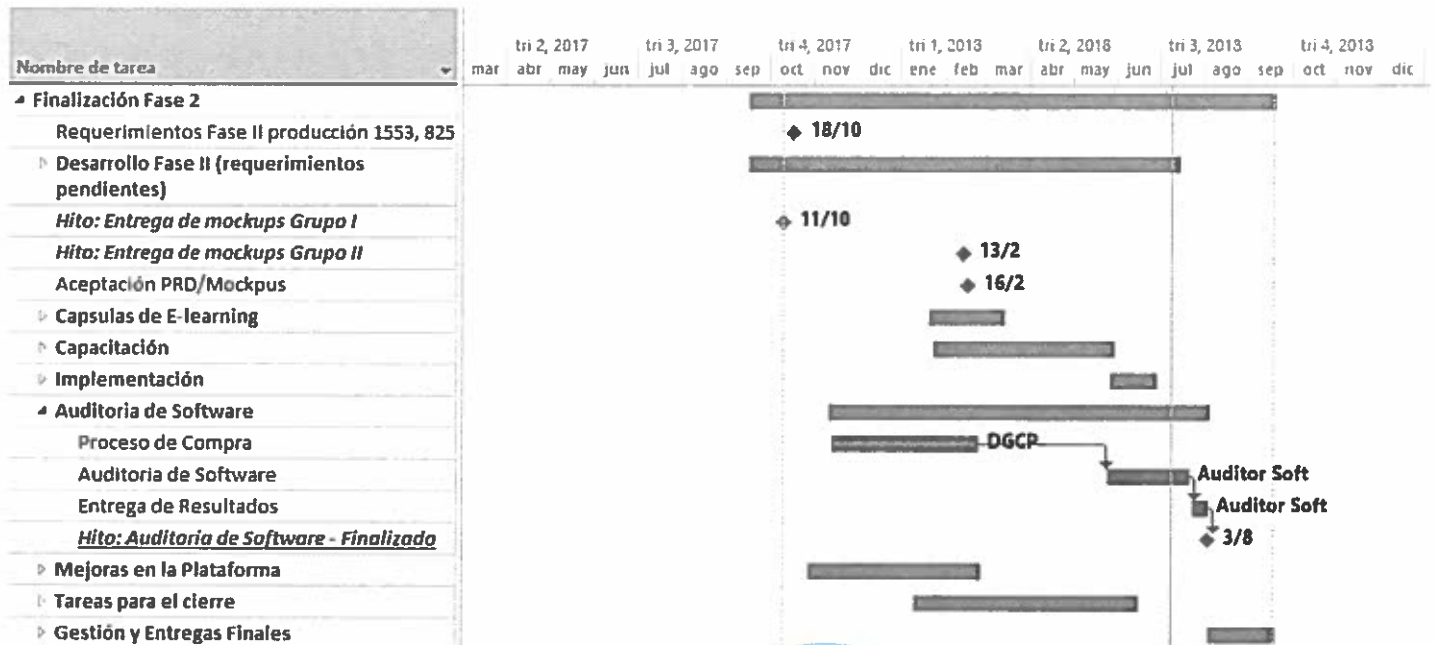 tri 2, 2017 tri 3, 2017 tri 4, 2017 tri 1, 2018 tri 2, 2018 tri 3, 2018 tri 4, 2018
Nombre de tarea mar abr may jun jul ago sep oct nov dic ene feb mar abr may jun jul ago sep oct nov dic
Finalización Fase 2
Requerimientos Fase II producción 1553, 825 18/10
Desarrollo Fase II (requerimientos
pendientes)
Hito: Entrega de mockups Grupo I 11/10
Hito: Entrega de mockups Grupo II 13/2
Aceptación PRD/Mockpus 16/2
Capsulas de E-learning
Capacitación
Implementación
Auditoria de Software
Proceso de Compra DGCP
Auditoria de Software Auditor Soft
Entrega de Resultados Auditor Soft
Hito: Auditoria de Software - Finalizado 3/8
Mejoras en la Plataforma
Tareas para el cierre
Gestión y Entregas Finales